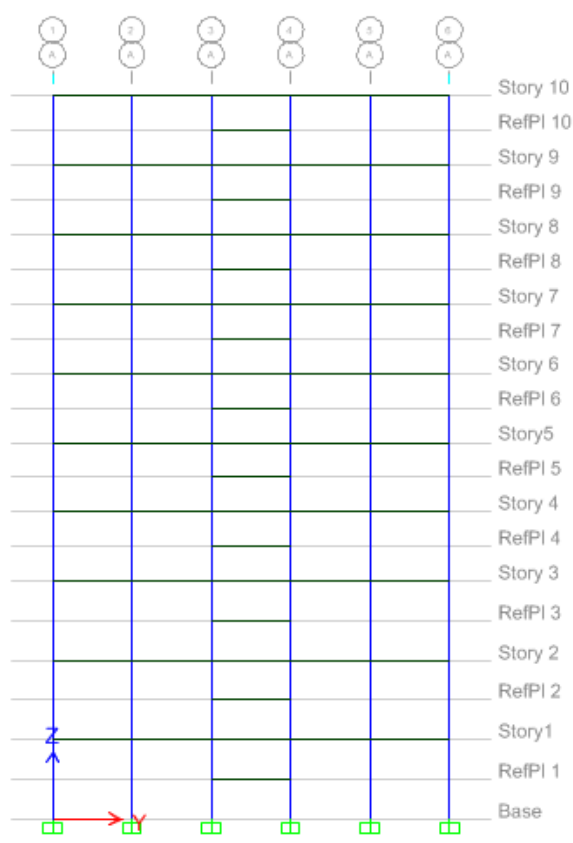 1 2 3 4 5 6
A A A A A A
Story 10
RefPl 10
Story 9
RefPl 9
Story 8
RefPl 8
Story 7
RefPl 7
Story 6
RefPl 6
Story5
RefPl 5
Story 4
RefPl 4
Story 3
RefPl 3
Story 2
RefPl 2
Z
Story1
RefPl 1
Base
Y